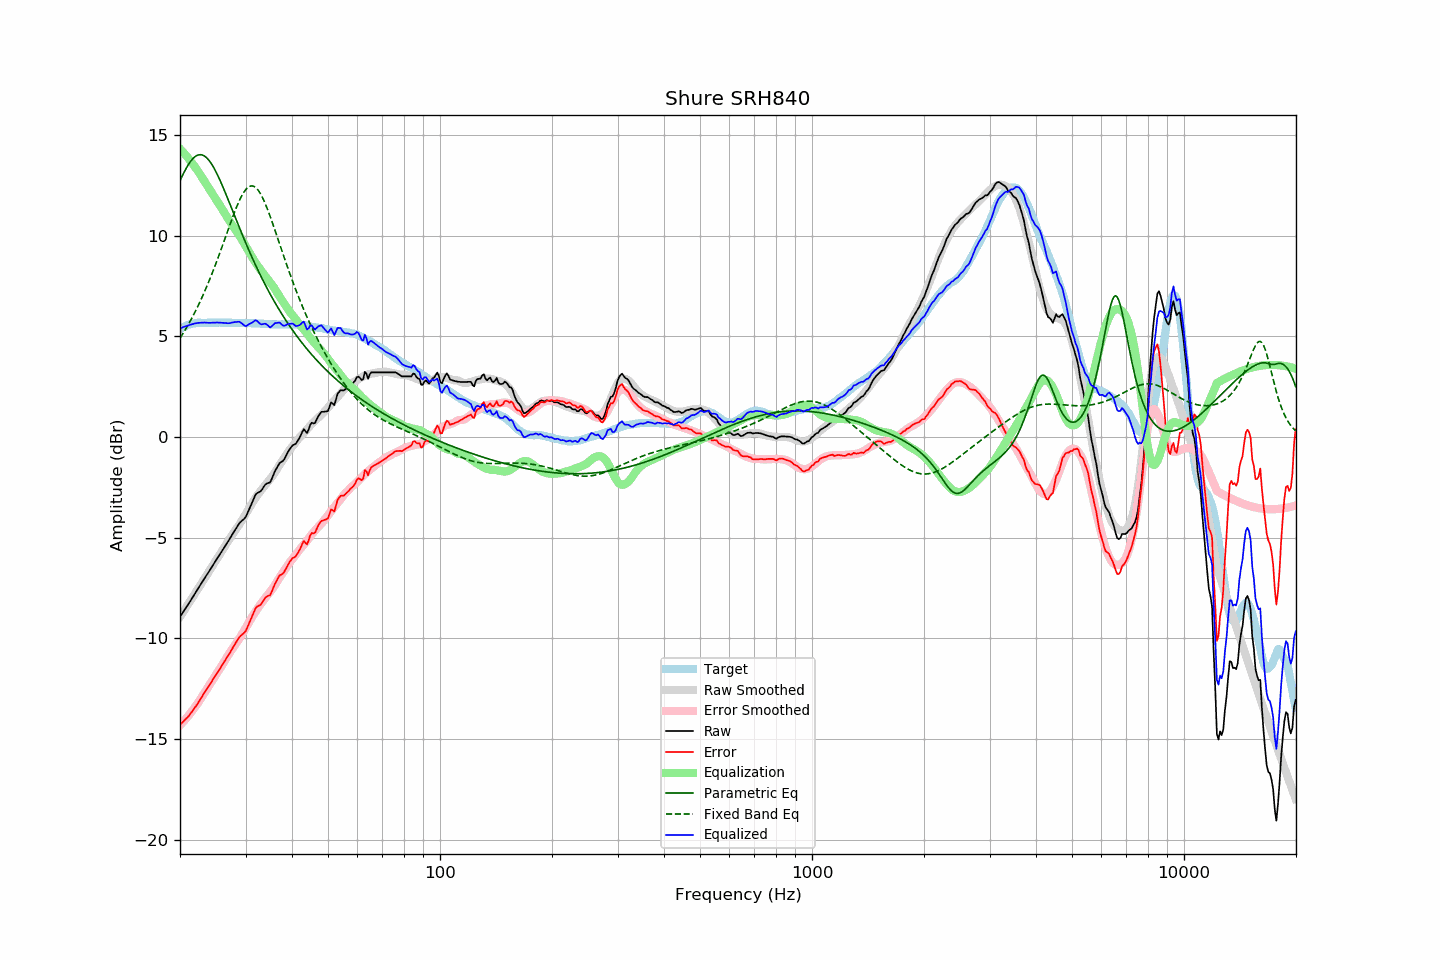 Shure SRH840
15
10
5
0
−5
−10
−15
−20
Amplitude (dBr)
Target
Raw Smoothed
Error Smoothed
Raw
Error
Equalization
Parametric Eq
Fixed Band Eq
Equalized
100
1000
10000
Frequency (Hz)